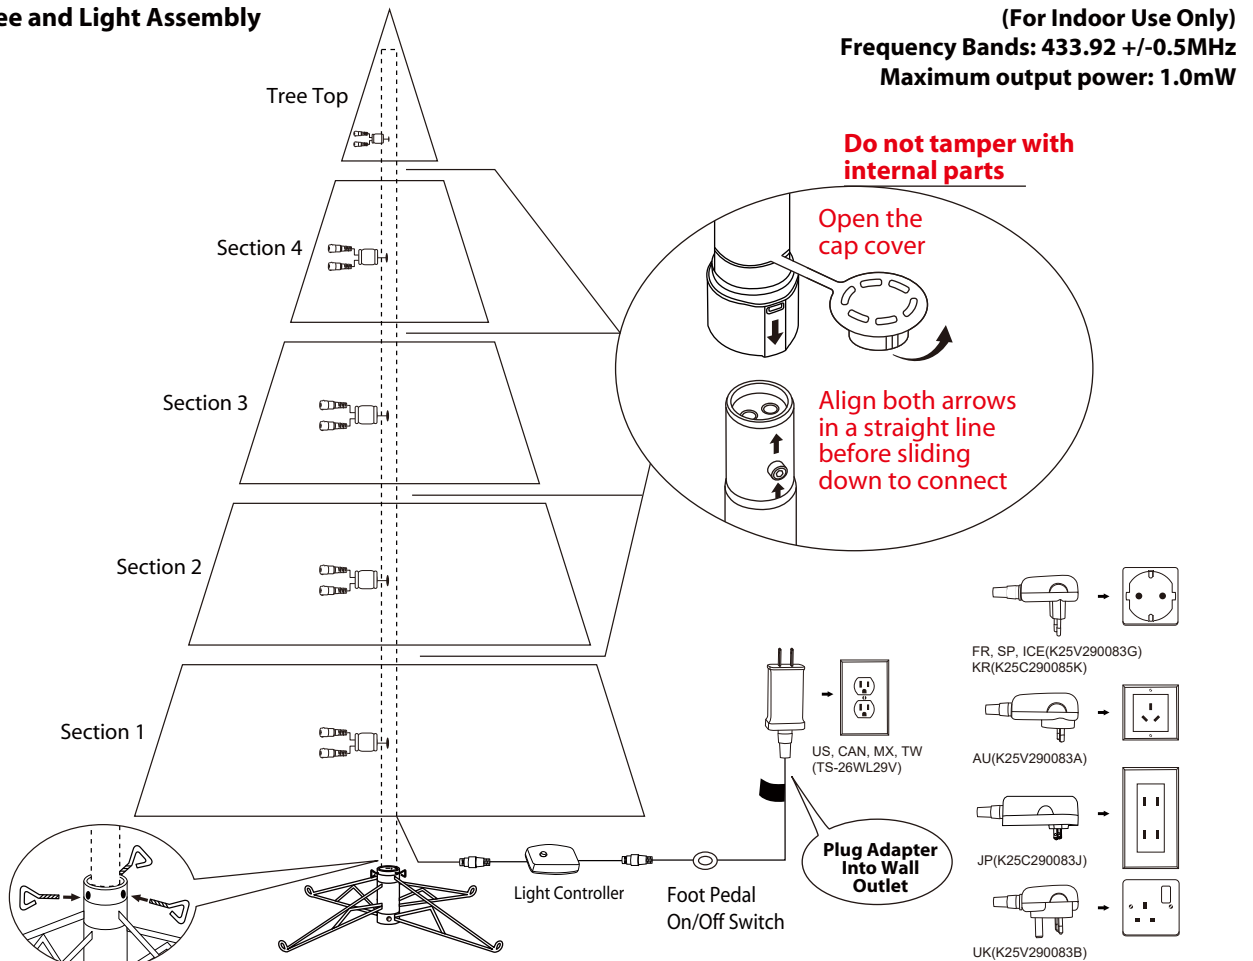 ee and Light Assembly
(For Indoor Use Only)
Frequency Bands: 433.92 +/-0.5MHz
Maximum output power: 1.0mW
Tree Top
Do not tamper with
internal parts
Open the
cap cover
Section 4
Align both arrows
in a straight line
before sliding
down to connect
Section 3
Section 2
FR, SP, ICE(K25V290083G)
KR(K25C290085K)
Section 1
US, CAN, MX, TW
(TS-26WL29V)
AU(K25V290083A)
Plug Adapter
Into Wall
Outlet
JP(K25C290083J)
Light Controller
Foot Pedal
On/Off Switch
UK(K25V290083B)